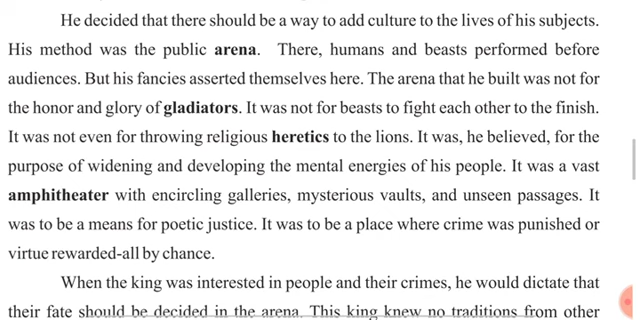 He decided that there should be a way to add culture to the lives of his subjects.
His method was the public arena. There, humans and beasts performed before
audiences. But his fancies asserted themselves here. The arena that he built was not for
the honor and glory of gladiators. It was not for beasts to fight each other to the finish.
It was not even for throwing religious heretics to the lions. It was, he believed, for the
purpose of widening and developing the mental energies of his people. It was a vast
amphitheater with encircling galleries, mysterious vaults, and unseen passages. It
was to be a means for poetic justice. It was to be a place where crime was punished or
virtue rewarded-all by chance.
When the king was interested in people and their crimes, he would dictate that
their fate should be decided in the arena. This king knew no traditions from other